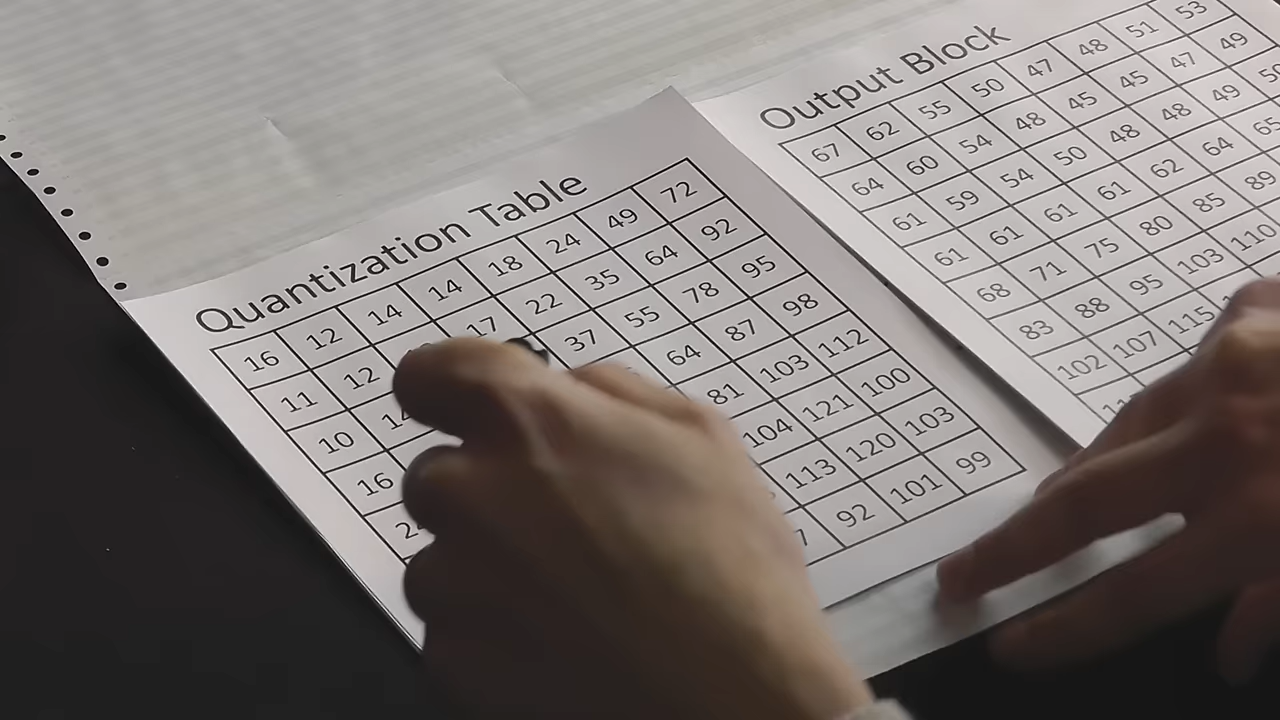 Quantization Table
16 12 14 14 18 24 49 72
11 12 17 22 35 64 92
10 37 55 78 95
16 64 87 98
81 103 112
104 121 100
113 120 103
92 101 99
Output Block
67 62 55 50 47 48 51 53
64 60 54 48 45 45 47 49
61 59 54 50 48 48 49
61 61 61 61 62 64 65
68 71 75 80 85 89
83 88 95 103 110
102 107 115